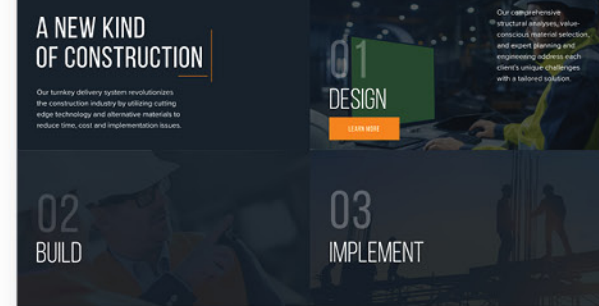 A NEW KIND
OF CONSTRUCTION
Our turnkey delivery system revolutionizes
the construction industry by utilizing cutting
edge technology and alternative materials to
reduce time, cost and implementation issues.
Our comprehensive
structural analyses, value-
conscious material selection,
and expert planning and
engineering address each
client's unique challenges
with a tailored solution.
01
DESIGN
LEARN MORE
02
BUILD
03
IMPLEMENT